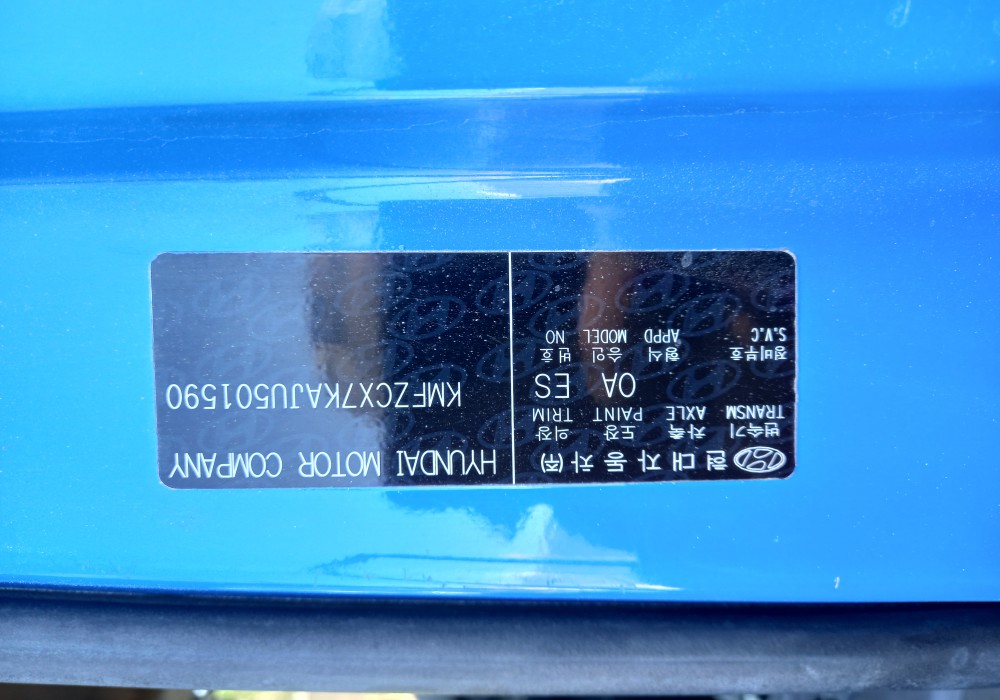 현대자동차(주) HYUNDAI MOTOR COMPANY
변속기 차축 도장 의장
TRANSM AXLE PAINT TRIM
OA ES
KMFZCX7KAJU501590
정비부호 형식 승인 번호
S.V.C APPD MODEL NO